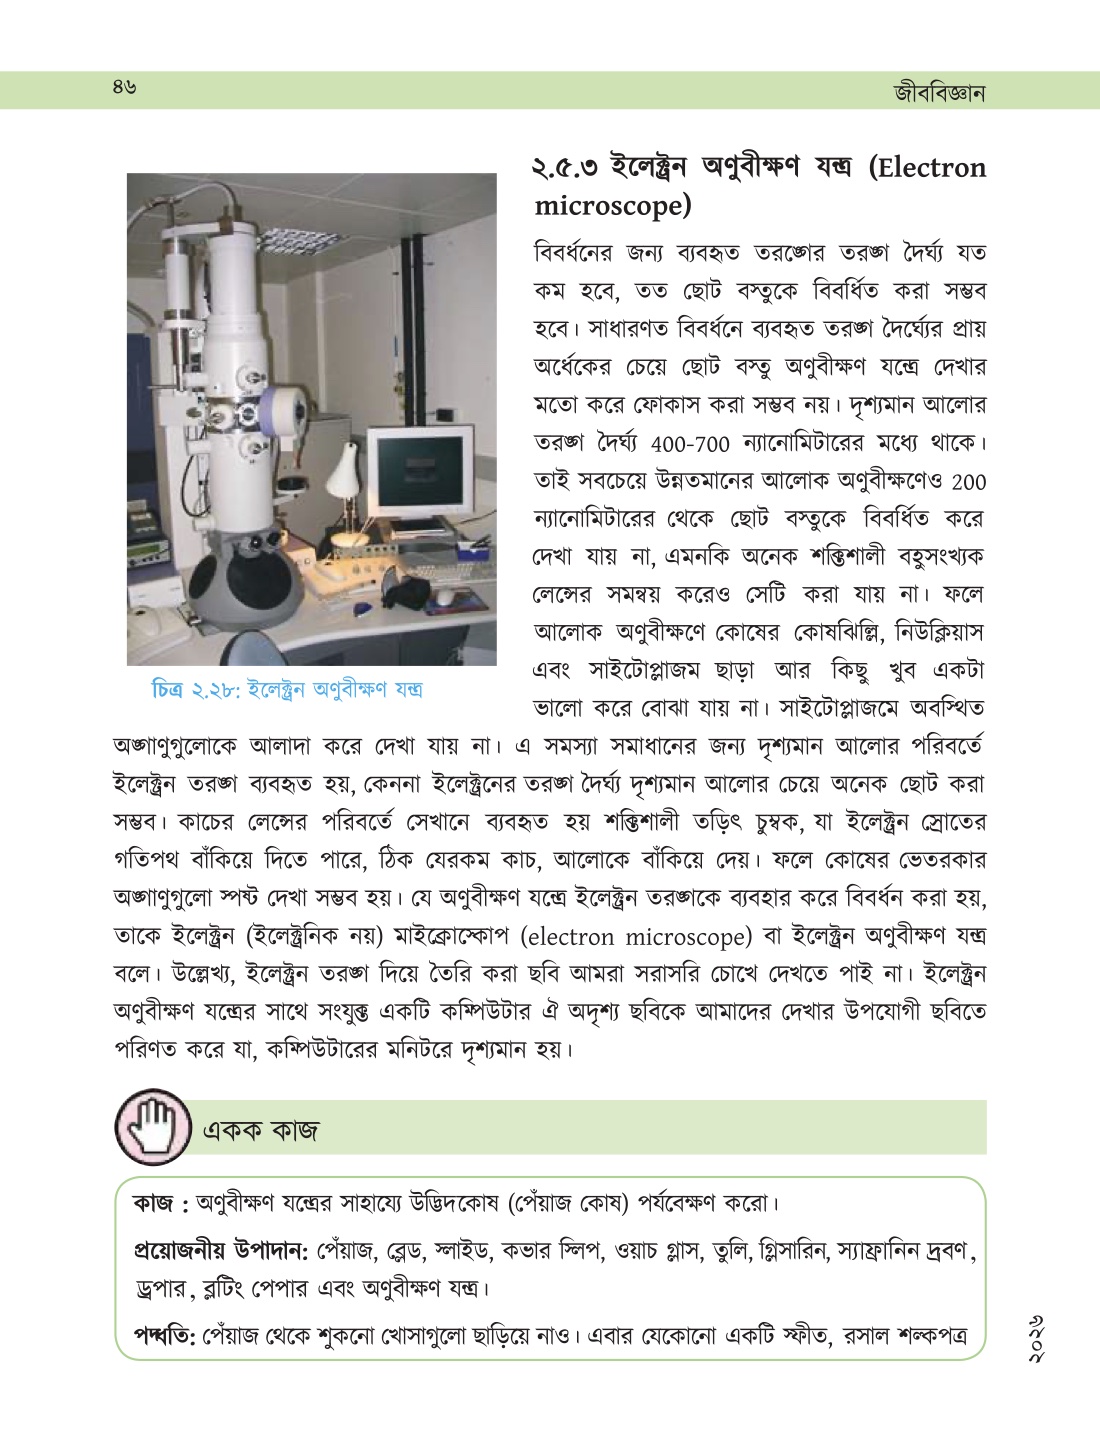 ৪৬
জীববিজ্ঞান
২.৫.৩ ইলেক্ট্রন অণুবীক্ষণ যন্ত্র (Electron
microscope)
বিবর্ধনের জন্য ব্যবহৃত তরঙ্গের তরঙ্গ দৈর্ঘ্য যত
কম হবে, তত ছোট বস্তুকে বিবর্ধিত করা সম্ভব
হবে। সাধারণত বিবর্ধনে ব্যবহৃত তরঙ্গ দৈর্ঘ্যের প্রায়
অর্ধেকের চেয়ে ছোট বস্তু অণুবীক্ষণ যন্ত্রে দেখার
মতো করে ফোকাস করা সম্ভব নয়। দৃশ্যমান আলোর
তরঙ্গ দৈর্ঘ্য 400-700 ন্যানোমিটারের মধ্যে থাকে।
তাই সবচেয়ে উন্নতমানের আলোক অণুবীক্ষণেও 200
ন্যানোমিটারের থেকে ছোট বস্তুকে বিবর্ধিত করে
দেখা যায় না, এমনকি অনেক শক্তিশালী বহুসংখ্যক
লেন্সের সমন্বয় করেও সেটি করা যায় না। ফলে
আলোক অণুবীক্ষণে কোষের কোষঝিল্লি, নিউক্লিয়াস
এবং সাইটোপ্লাজম ছাড়া আর কিছু খুব একটা
ভালো করে বোঝা যায় না। সাইটোপ্লাজমে অবস্থিত
চিত্র ২.২৮: ইলেক্ট্রন অণুবীক্ষণ যন্ত্র
অঙ্গাণুগুলোকে আলাদা করে দেখা যায় না। এ সমস্যা সমাধানের জন্য দৃশ্যমান আলোর পরিবর্তে
ইলেক্ট্রন তরঙ্গ ব্যবহৃত হয়, কেননা ইলেক্ট্রনের তরঙ্গ দৈর্ঘ্য দৃশ্যমান আলোর চেয়ে অনেক ছোট করা
সম্ভব। কাচের লেন্সের পরিবর্তে সেখানে ব্যবহৃত হয় শক্তিশালী তড়িৎ চুম্বক, যা ইলেক্ট্রন স্রোতের
গতিপথ বাঁকিয়ে দিতে পারে, ঠিক যেরকম কাচ, আলোকে বাঁকিয়ে দেয়। ফলে কোষের ভেতরকার
অঙ্গাণুগুলো স্পষ্ট দেখা সম্ভব হয়। যে অণুবীক্ষণ যন্ত্রে ইলেক্ট্রন তরঙ্গকে ব্যবহার করে বিবর্ধন করা হয়,
তাকে ইলেক্ট্রন (ইলেক্ট্রনিক নয়) মাইক্রোস্কোপ (electron microscope) বা ইলেক্ট্রন অণুবীক্ষণ যন্ত্র
বলে। উল্লেখ্য, ইলেক্ট্রন তরঙ্গ দিয়ে তৈরি করা ছবি আমরা সরাসরি চোখে দেখতে পাই না। ইলেক্ট্রন
অণুবীক্ষণ যন্ত্রের সাথে সংযুক্ত একটি কম্পিউটার ঐ অদৃশ্য ছবিকে আমাদের দেখার উপযোগী ছবিতে
পরিণত করে যা, কম্পিউটারের মনিটরে দৃশ্যমান হয়।
একক কাজ
কাজ : অণুবীক্ষণ যন্ত্রের সাহায্যে উদ্ভিদকোষ (পেঁয়াজ কোষ) পর্যবেক্ষণ করো।
প্রয়োজনীয় উপাদান: পেঁয়াজ, ব্লেড, স্লাইড, কভার স্লিপ, ওয়াচ গ্লাস, তুলি, গ্লিসারিন, স্যাফ্রানিন দ্রবণ,
ড্রপার, ব্লটিং পেপার এবং অণুবীক্ষণ যন্ত্র।
পদ্ধতি: পেঁয়াজ থেকে শুকনো খোসাগুলো ছাড়িয়ে নাও। এবার যেকোনো একটি স্ফীত, রসাল শল্কপত্র
২০২৬